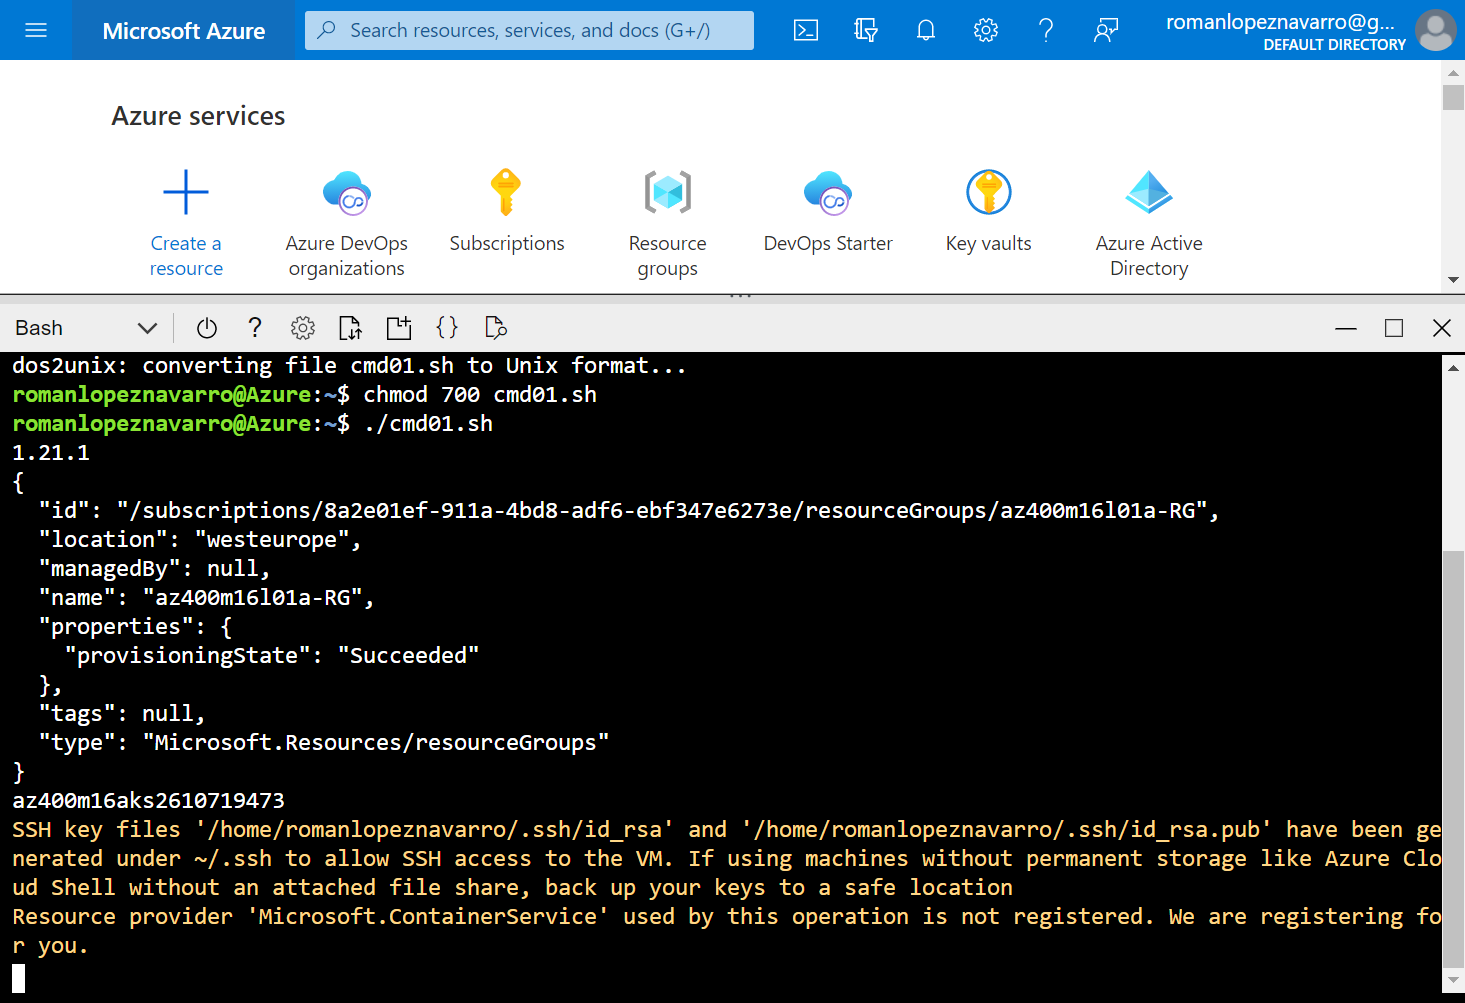 Microsoft Azure
Search resources, services, and docs (G+/)
romanlopeznavarro@g...
DEFAULT DIRECTORY
Azure services
Create a
resource
Azure DevOps
organizations
Subscriptions
Resource
groups
DevOps Starter
Key vaults
Azure Active
Directory
Bash
dos2unix: converting file cmd01.sh to Unix format...
romanlopeznavarro@Azure:~$ chmod 700 cmd01.sh
romanlopeznavarro@Azure:~$ ./cmd01.sh
1.21.1
{
  "id": "/subscriptions/8a2e01ef-911a-4bd8-adf6-ebf347e6273e/resourceGroups/az400m16l01a-RG",
  "location": "westeurope",
  "managedBy": null,
  "name": "az400m16l01a-RG",
  "properties": {
    "provisioningState": "Succeeded"
  },
  "tags": null,
  "type": "Microsoft.Resources/resourceGroups"
}
az400m16aks2610719473
SSH key files '/home/romanlopeznavarro/.ssh/id_rsa' and '/home/romanlopeznavarro/.ssh/id_rsa.pub' have been ge
nerated under ~/.ssh to allow SSH access to the VM. If using machines without permanent storage like Azure Clo
ud Shell without an attached file share, back up your keys to a safe location
Resource provider 'Microsoft.ContainerService' used by this operation is not registered. We are registering fo
r you.